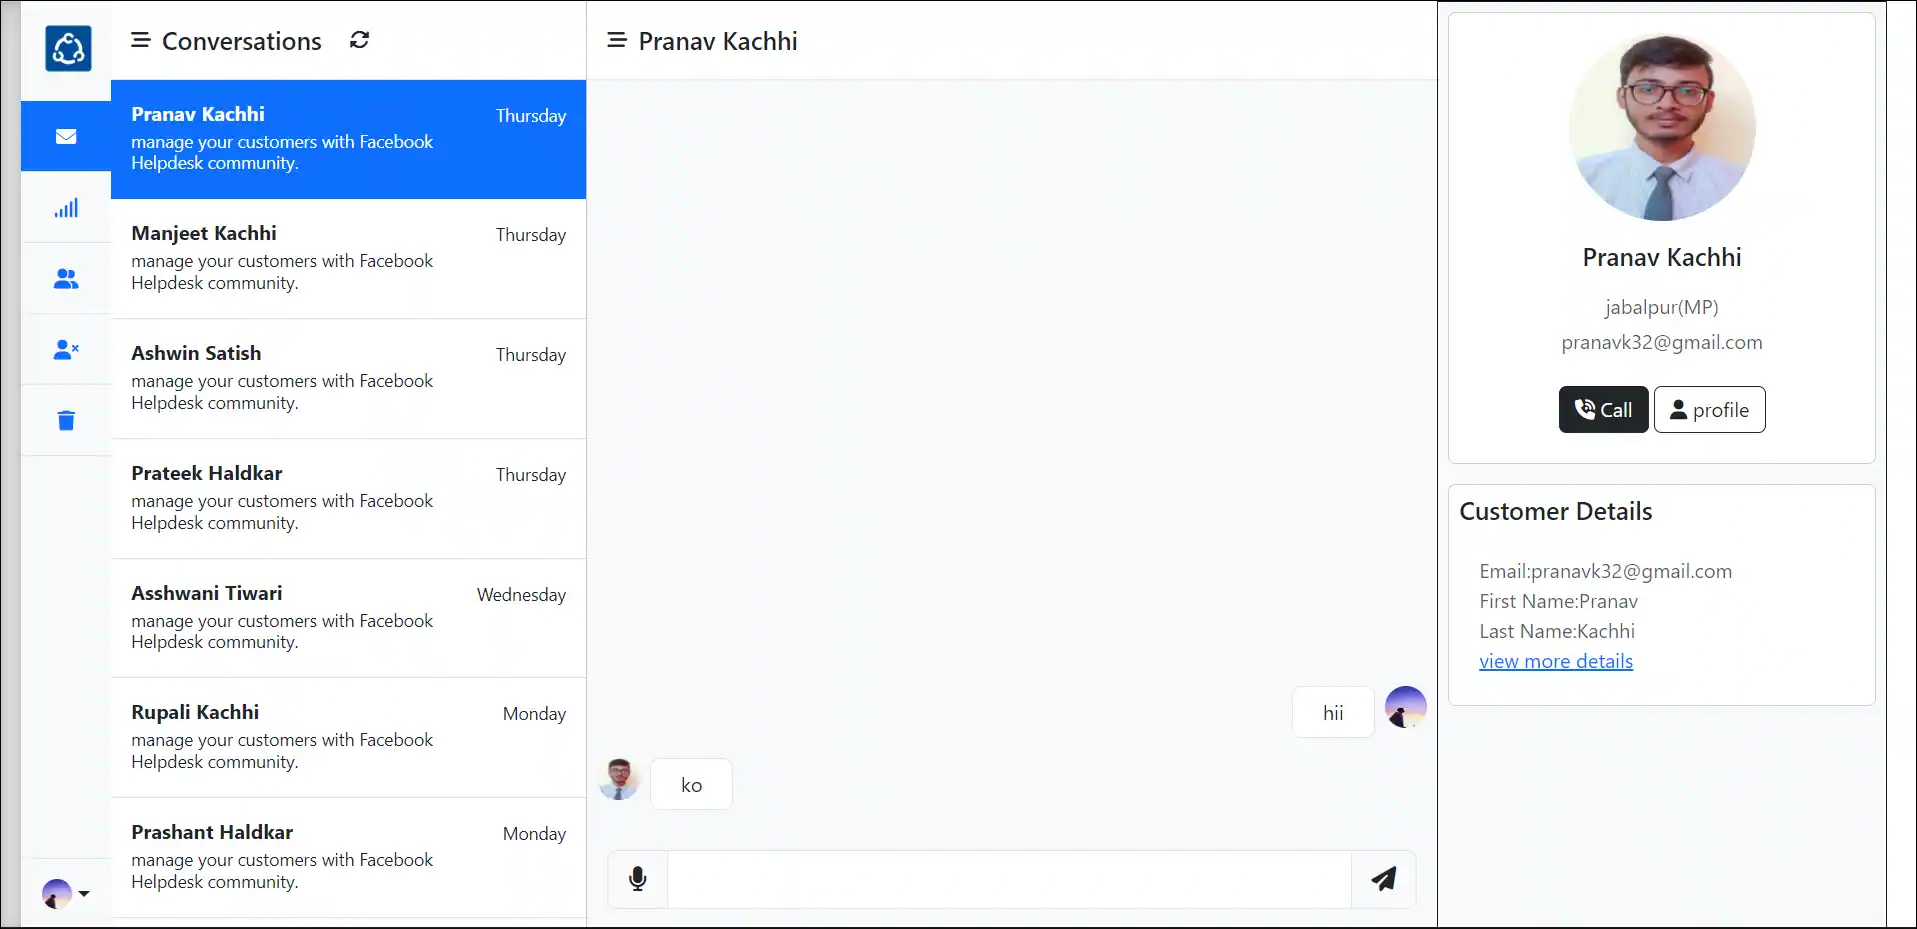 Conversations
Pranav Kachhi
Thursday
manage your customers with Facebook
Helpdesk community.
Manjeet Kachhi
Thursday
manage your customers with Facebook
Helpdesk community.
Ashwin Satish
Thursday
manage your customers with Facebook
Helpdesk community.
Prateek Haldkar
Thursday
manage your customers with Facebook
Helpdesk community.
Asshwani Tiwari
Wednesday
manage your customers with Facebook
Helpdesk community.
Rupali Kachhi
Monday
manage your customers with Facebook
Helpdesk community.
Prashant Haldkar
Monday
manage your customers with Facebook
Helpdesk community.
Pranav Kachhi
hii
ko
Pranav Kachhi
jabalpur(MP)
pranavk32@gmail.com
Call
profile
Customer Details
Email:pranavk32@gmail.com
First Name:Pranav
Last Name:Kachhi
view more details